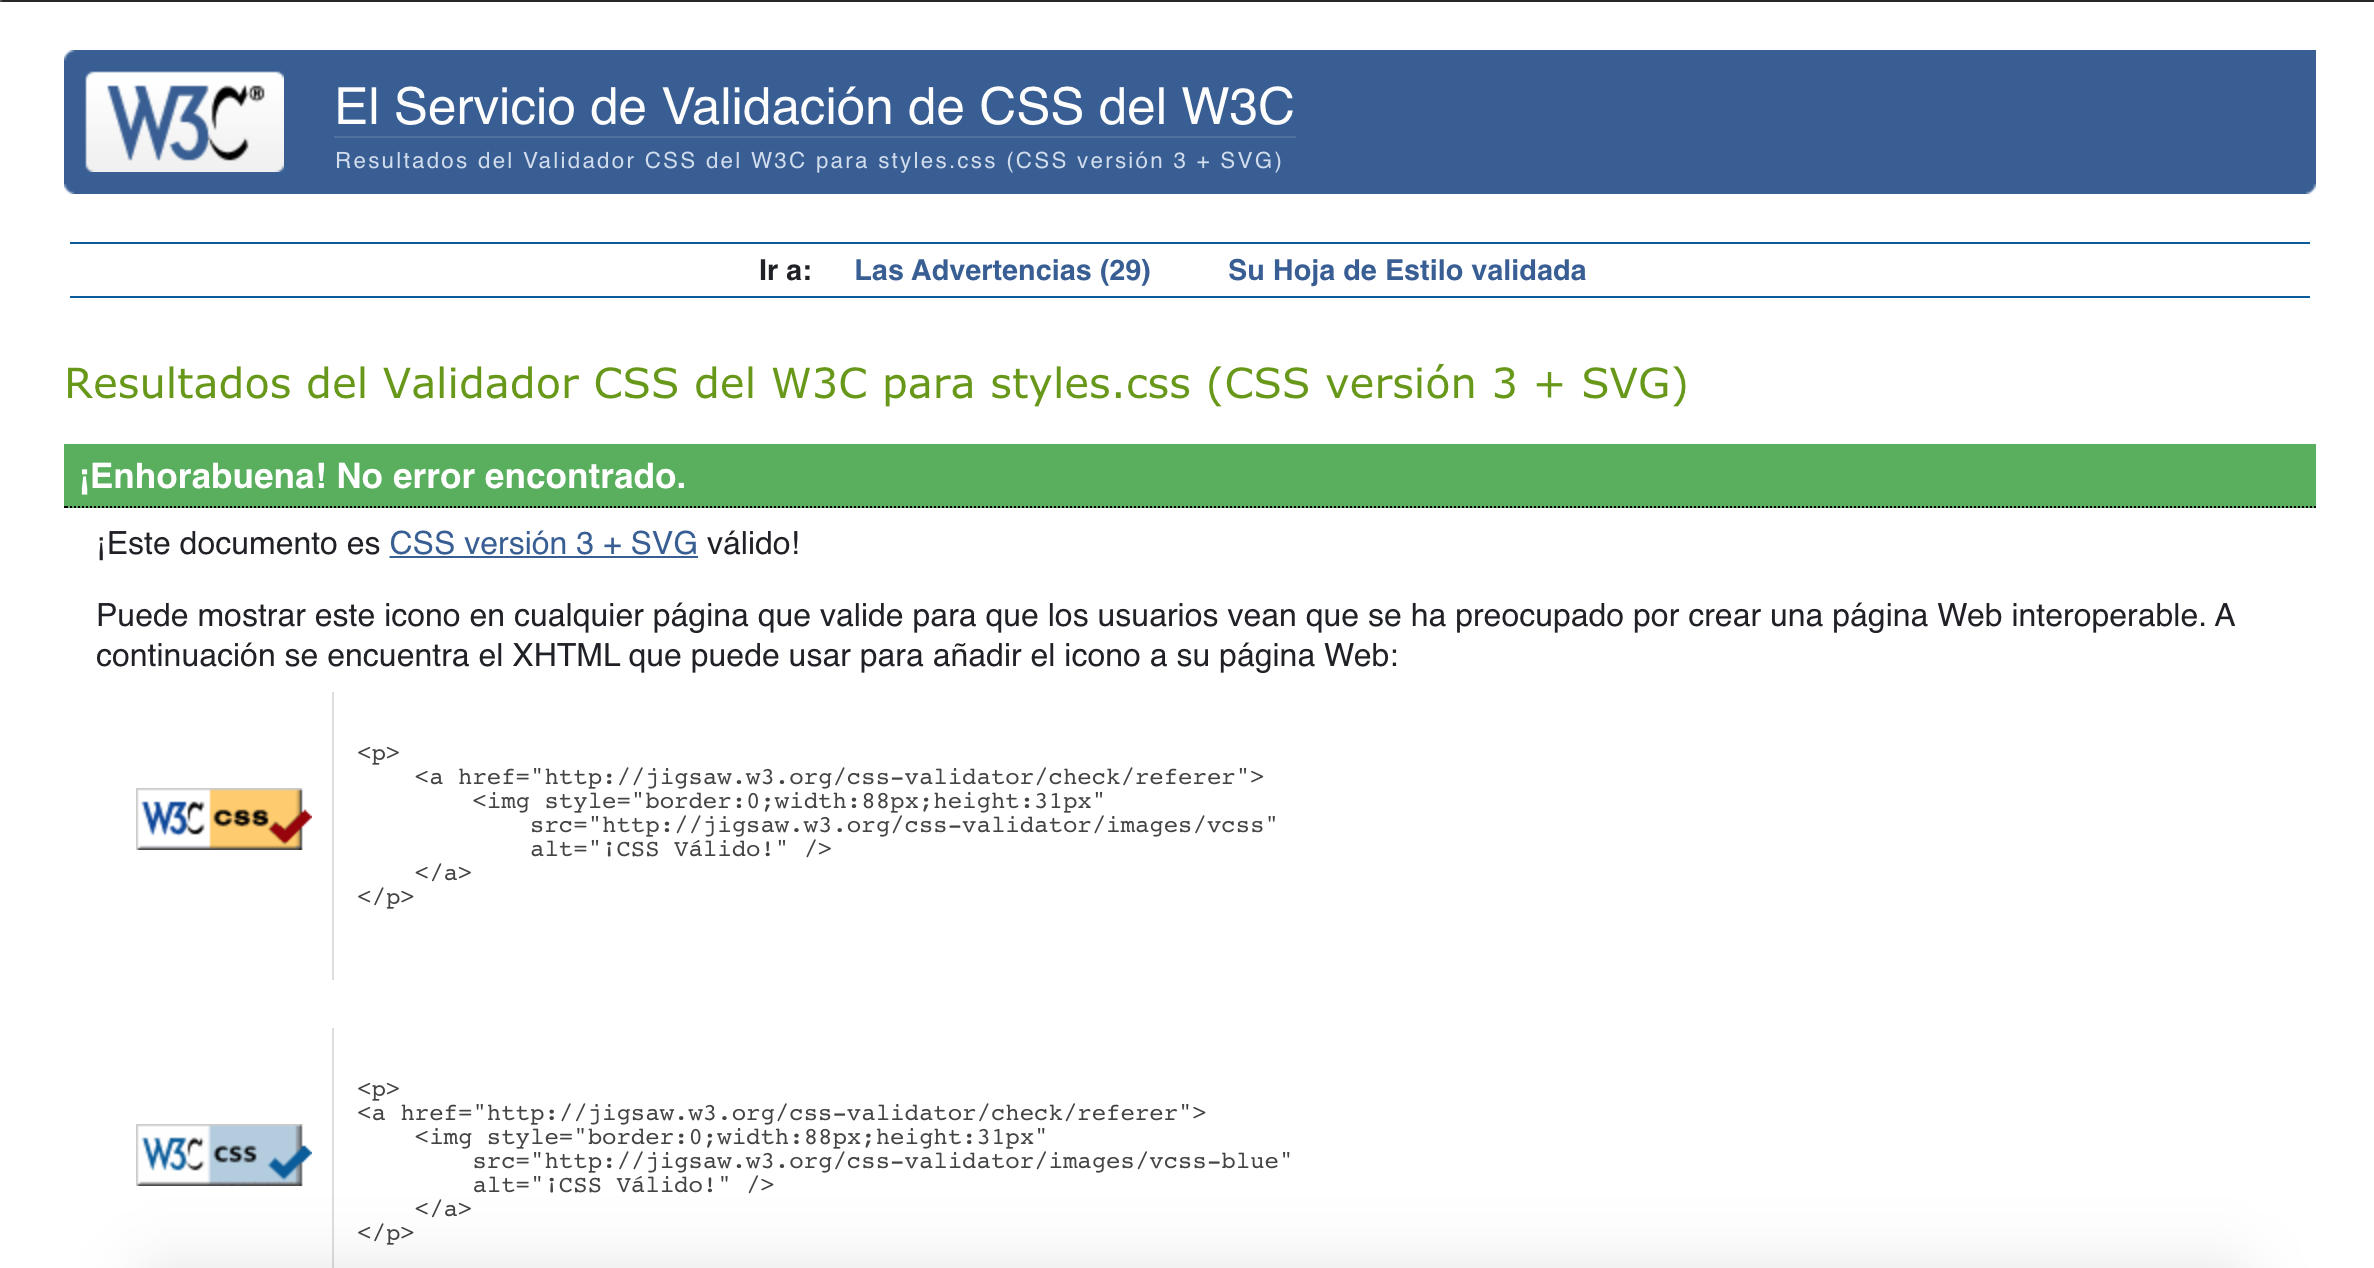 W3C®
El Servicio de Validación de CSS del W3C
Resultados del Validador CSS del W3C para styles.css (CSS versión 3 + SVG)
Ir a: Las Advertencias (29) Su Hoja de Estilo validada
Resultados del Validador CSS del W3C para styles.css (CSS versión 3 + SVG)
¡Enhorabuena! No error encontrado.
¡Este documento es CSS versión 3 + SVG válido!
Puede mostrar este icono en cualquier página que valide para que los usuarios vean que se ha preocupado por crear una página Web interoperable. A
continuación se encuentra el XHTML que puede usar para añadir el icono a su página Web:
W3C css
<p>
<a href="http://jigsaw.w3.org/css-validator/check/referer">
<img style="border:0;width:88px;height:31px"
src="http://jigsaw.w3.org/css-validator/images/vcss"
alt="¡CSS Válido!" />
</a>
</p>
W3C css
<p>
<a href="http://jigsaw.w3.org/css-validator/check/referer">
<img style="border:0;width:88px;height:31px"
src="http://jigsaw.w3.org/css-validator/images/vcss-blue"
alt="¡CSS Válido!" />
</a>
</p>